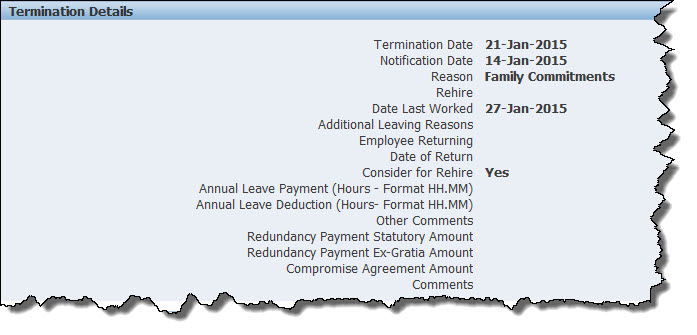 Termination Details
Termination Date 21-Jan-2015
Notification Date 14-Jan-2015
Reason Family Commitments
Rehire
Date Last Worked 27-Jan-2015
Additional Leaving Reasons
Employee Returning
Date of Return
Consider for Rehire Yes
Annual Leave Payment (Hours - Format HH.MM)
Annual Leave Deduction (Hours- Format HH.MM)
Other Comments
Redundancy Payment Statutory Amount
Redundancy Payment Ex-Gratia Amount
Compromise Agreement Amount
Comments